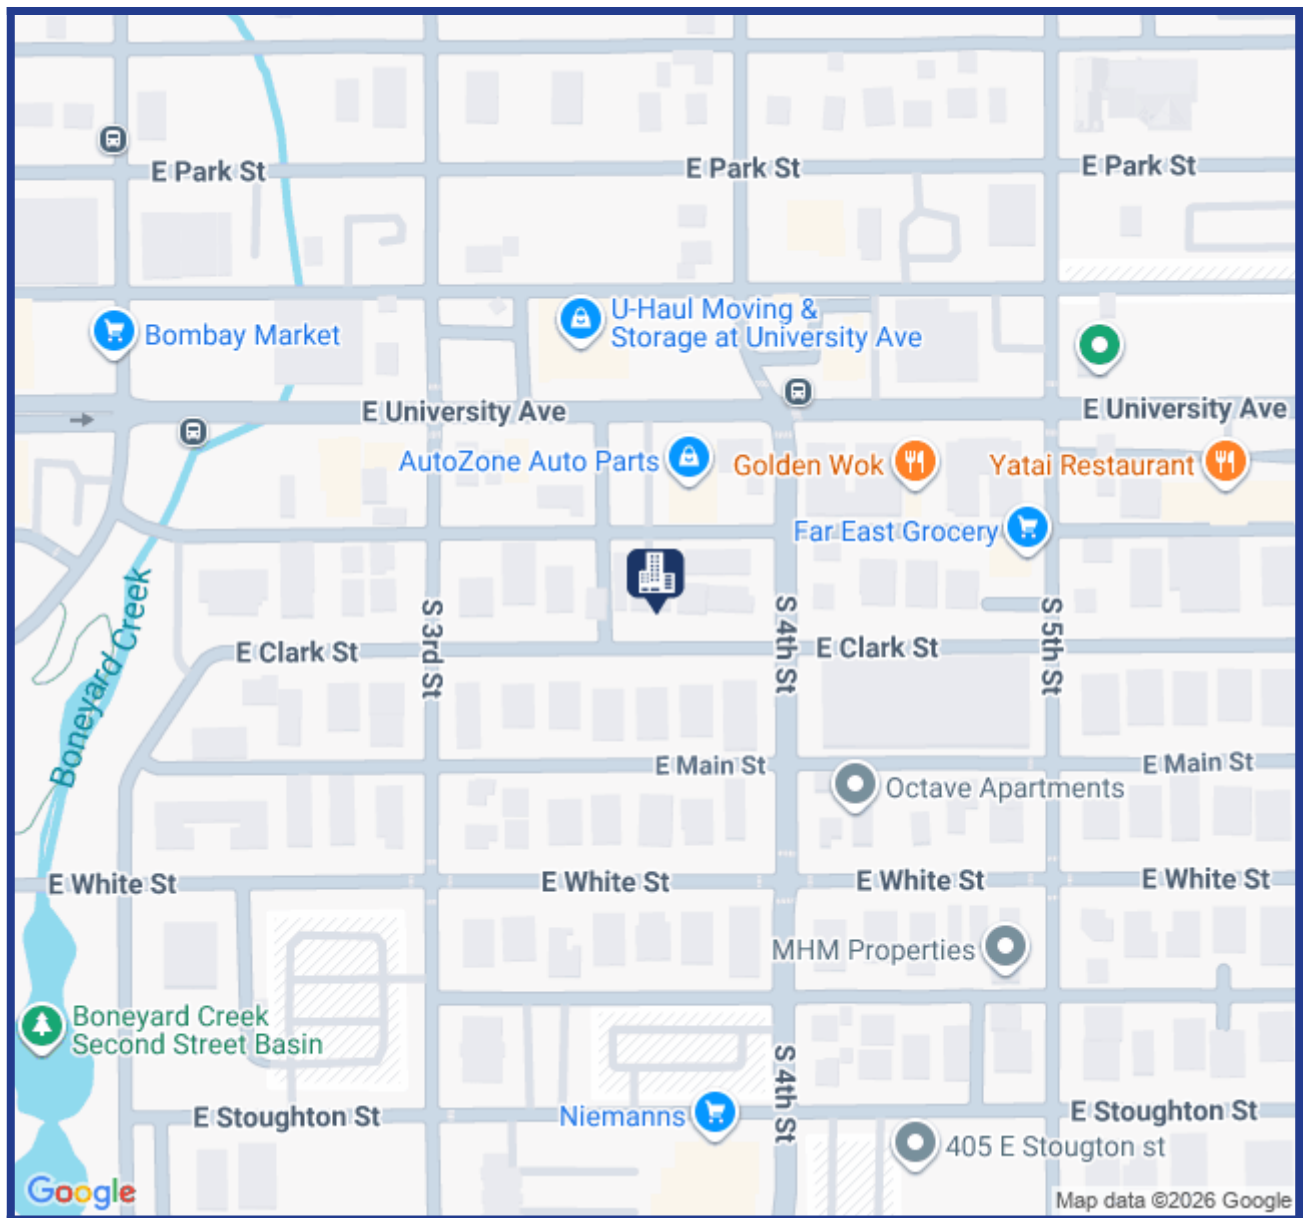 E Park St
E Park St
E Park St
Bombay Market
U-Haul Moving &
Storage at University Ave
E University Ave
E University Ave
AutoZone Auto Parts
Golden Wok
Yatai Restaurant
Far East Grocery
Boneyard Creek
S 3rd St
S 4th St
S 5th St
E Clark St
E Clark St
E Main St
E Main St
Octave Apartments
E White St
E White St
E White St
E White St
MHM Properties
Boneyard Creek
Second Street Basin
S 4th St
E Stoughton St
Niemanns
E Stoughton St
405 E Stougton st
Google
Map data ©2026 Google